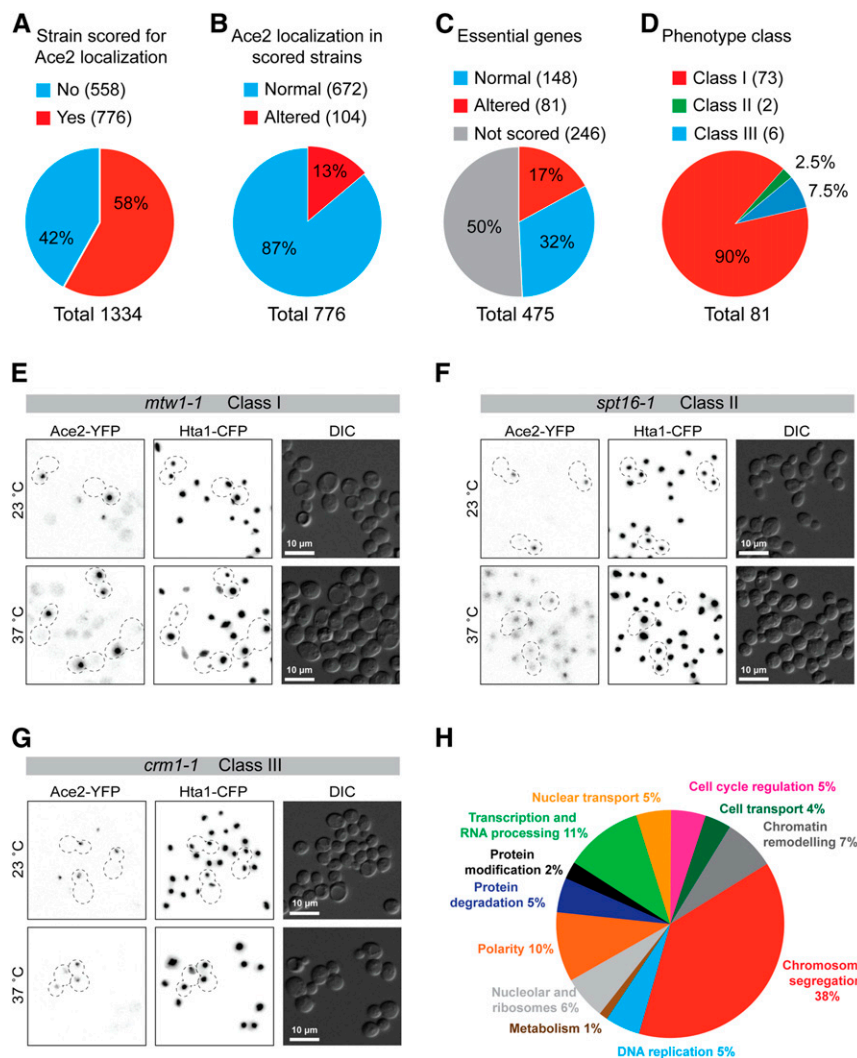 A
Strain scored for
Ace2 localization
No (558)
Yes (776)
58%
42%
Total 1334
B
Ace2 localization in
scored strains
Normal (672)
Altered (104)
13%
87%
Total 776
C
Essential genes
Normal (148)
Altered (81)
Not scored (246)
17%
50%
32%
Total 475
D
Phenotype class
Class I (73)
Class II (2)
Class III (6)
2.5%
7.5%
90%
Total 81
E
mtw1-1 Class I
Ace2-YFP Hta1-CFP DIC
23 °C
10 µm
37 °C
10 µm
F
spt16-1 Class II
Ace2-YFP Hta1-CFP DIC
23 °C
10 µm
37 °C
10 µm
G
crm1-1 Class III
Ace2-YFP Hta1-CFP DIC
23 °C
10 µm
37 °C
10 µm
H
Nuclear transport 5%
Cell cycle regulation 5%
Transcription and
RNA processing 11%
Cell transport 4%
Chromatin
remodelling 7%
Protein
modification 2%
Protein
degradation 5%
Polarity 10%
Chromosom
segregation
38%
Nucleolar and
ribosomes 6%
Metabolism 1%
DNA replication 5%